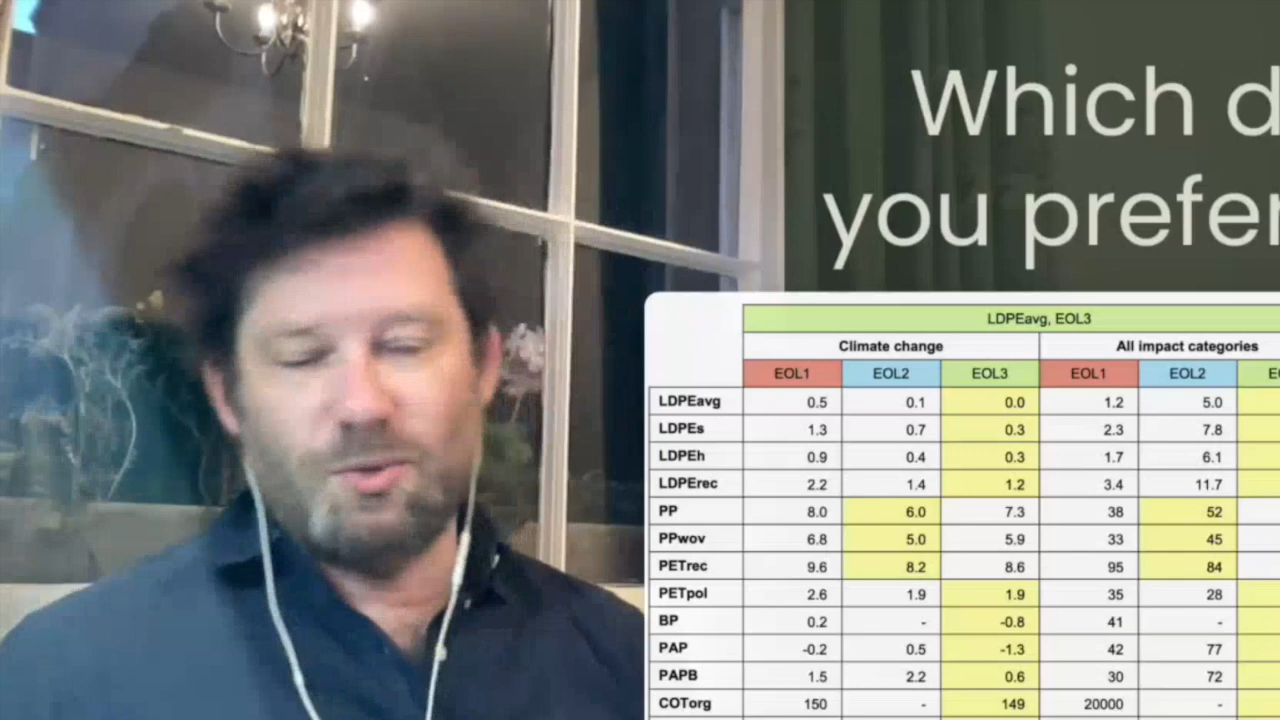 Which d
you prefer
LDPEavg, EOL3
Climate change All impact categories
EOL1 EOL2 EOL3 EOL1 EOL2
LDPEavg 0.5 0.1 0.0 1.2 5.0
LDPEs 1.3 0.7 0.3 2.3 7.8
LDPEh 0.9 0.4 0.3 1.7 6.1
LDPErec 2.2 1.4 1.2 3.4 11.7
PP 8.0 6.0 7.3 38 52
PPwov 6.8 5.0 5.9 33 45
PETrec 9.6 8.2 8.6 95 84
PETpol 2.6 1.9 1.9 35 28
BP 0.2 - -0.8 41 -
PAP -0.2 0.5 -1.3 42 77
PAPB 1.5 2.2 0.6 30 72
COTorg 150 - 149 20000 -